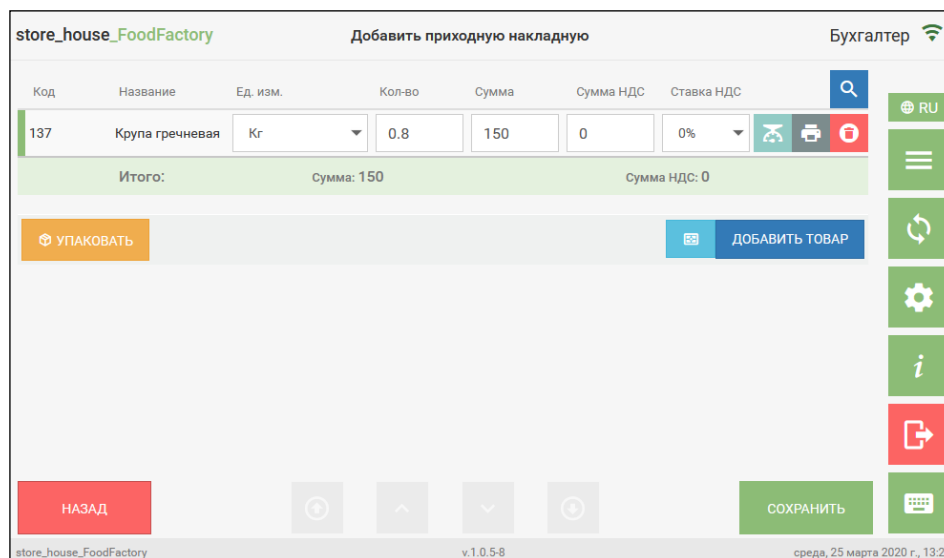 store_house_FoodFactory Добавить приходную накладную Бухгалтер
Код Название Ед. изм. Кол-во Сумма Сумма НДС Ставка НДС
RU
137 Крупа гречневая Кг 0.8 150 0 0%
Итого: Сумма: 150 Сумма НДС: 0
УПАКОВАТЬ ДОБАВИТЬ ТОВАР
i
НАЗАД СОХРАНИТЬ
store_house_FoodFactory v.1.0.5-8 среда, 25 марта 2020 г., 13:2